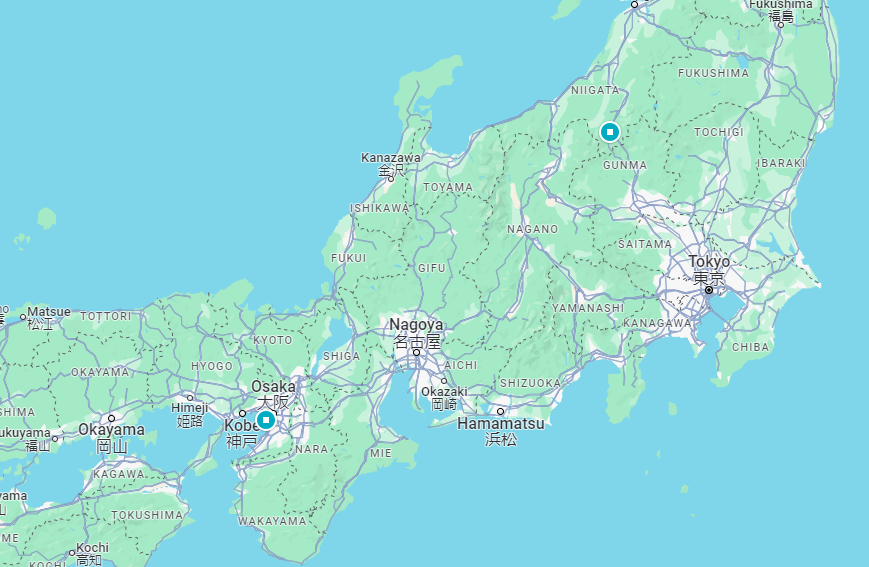 Fukushima
福島
FUKUSHIMA
NIIGATA
TOCHIGI
Kanazawa
金沢
GUNMA
IBARAKI
TOYAMA
ISHIKAWA
NAGANO
SAITAMA
FUKUI
GIFU
Tokyo
東京
YAMANASHI
Matsue
松江
TOTTORI
Nagoya
名古屋
KANAGAWA
KYOTO
SHIGA
CHIBA
HYOGO
AICHI
OKAYAMA
Osaka
大阪
SHIZUOKA
Okazaki
岡崎
Himeji
姫路
SHIMA
Kobe
神戸
Hamamatsu
浜松
Okayama
岡山
ukuyama
福山
NARA
MIE
KAGAWA
yama
山
TOKUSHIMA
WAKAYAMA
ME
Kochi
高知
KOCHI